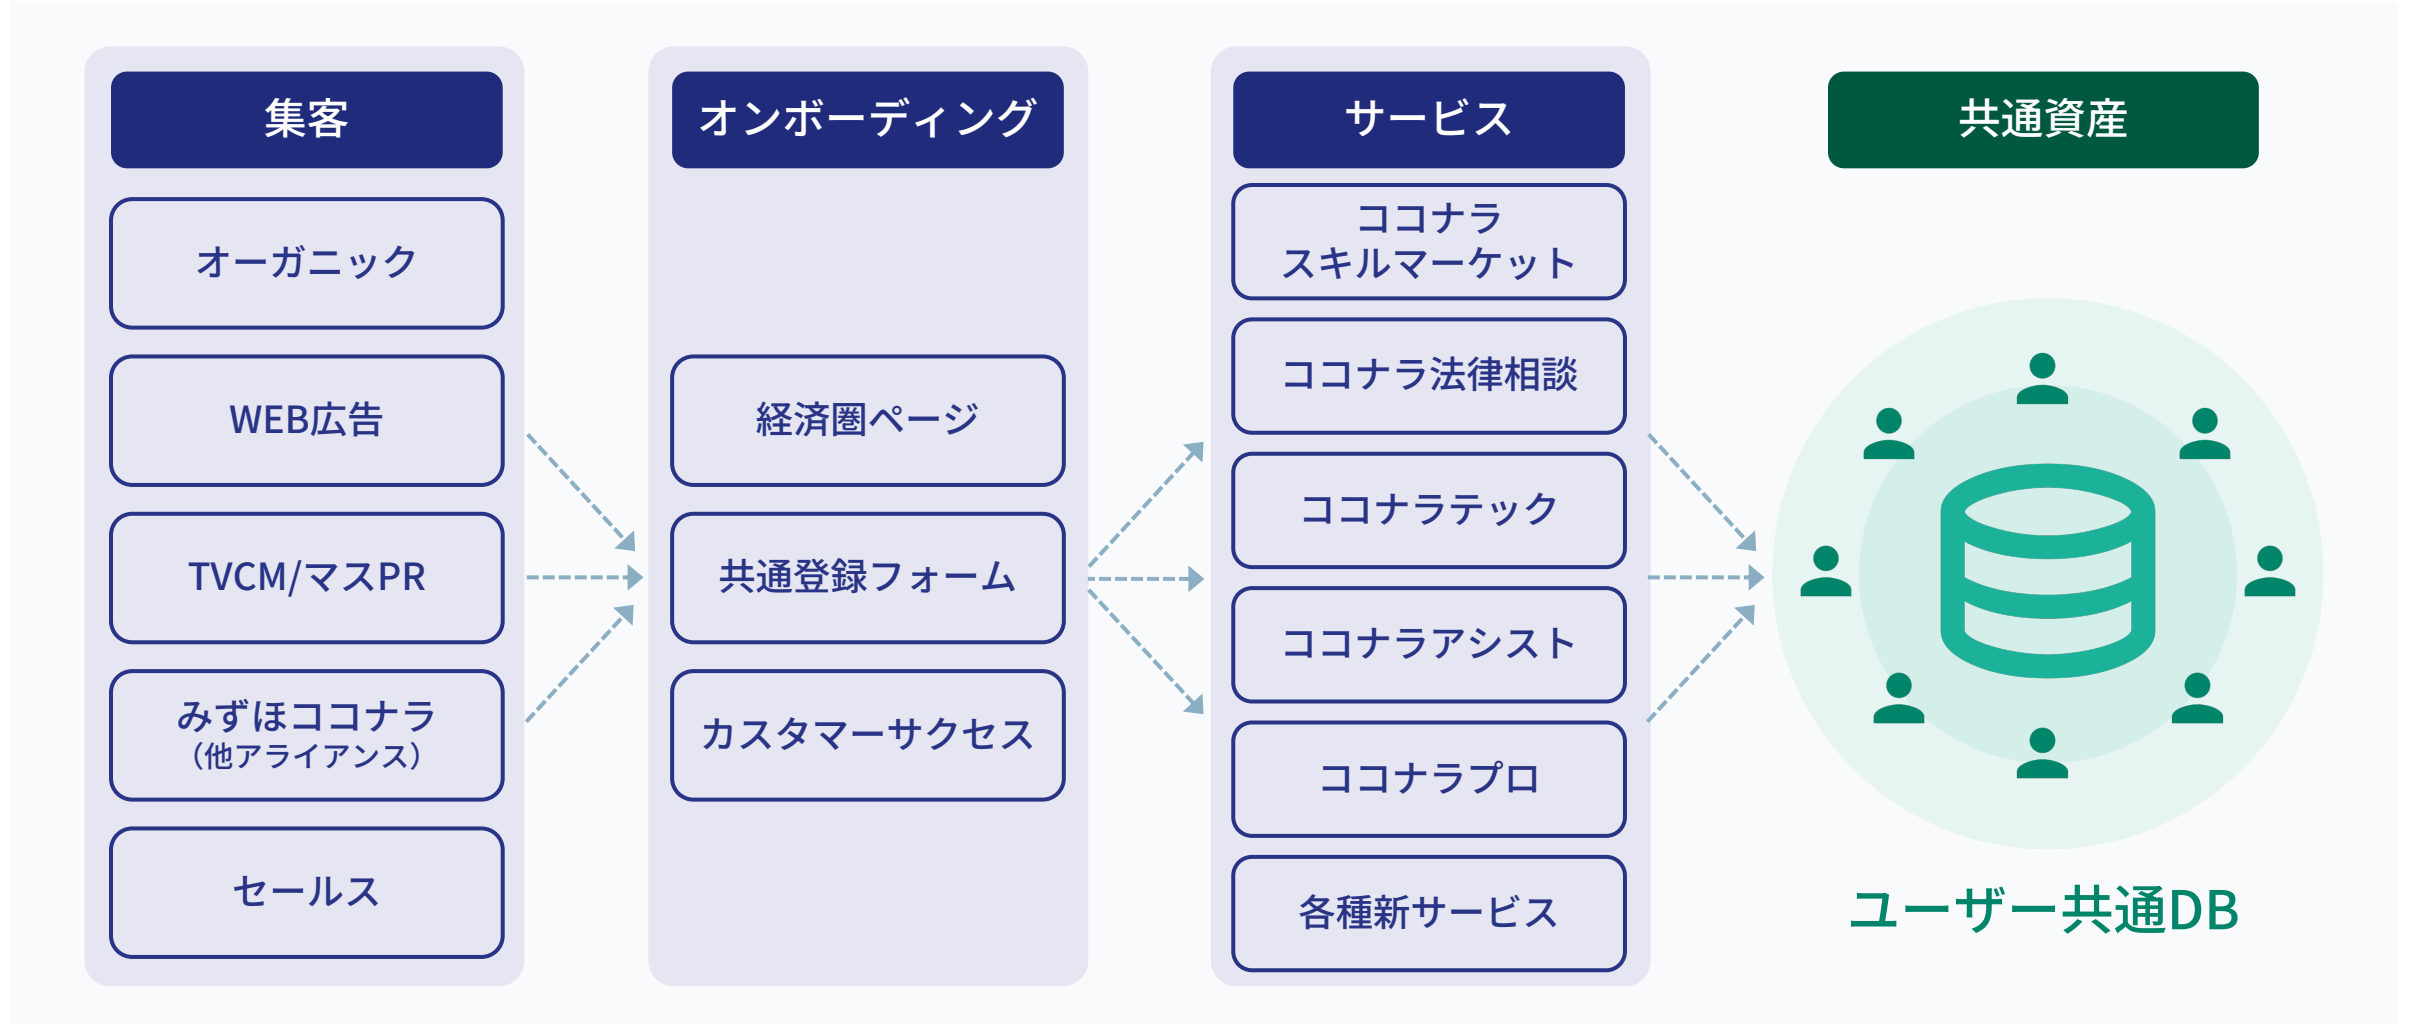 集客
オーガニック
WEB広告
TVCM/マスPR
みずほココナラ
（他アライアンス）
セールス
オンボーディング
経済圏ページ
共通登録フォーム
カスタマーサクセス
サービス
ココナラ
スキルマーケット
ココナラ法律相談
ココナラテック
ココナラアシスト
ココナラプロ
各種新サービス
共通資産
ユーザー共通DB